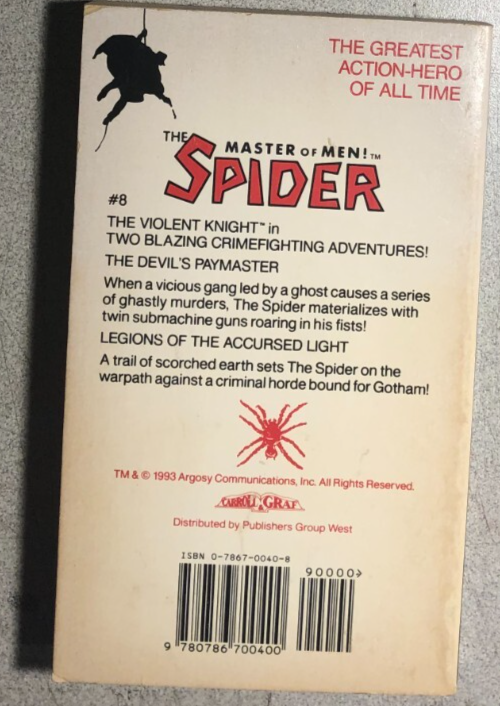 THE GREATEST
ACTION-HERO
OF ALL TIME
THE MASTER OF MEN!™
SPIDER
#8
THE VIOLENT KNIGHT™ in
TWO BLAZING CRIMEFIGHTING ADVENTURES!
THE DEVIL'S PAYMASTER
When a vicious gang led by a ghost causes a series
of ghastly murders, The Spider materializes with
twin submachine guns roaring in his fists!
LEGIONS OF THE ACCURSED LIGHT
A trail of scorched earth sets The Spider on the
warpath against a criminal horde bound for Gotham!
TM & © 1993 Argosy Communications, Inc. All Rights Reserved.
CARROLL & GRAF
Distributed by Publishers Group West
ISBN 0-7867-0040-8
90000>
9 780786 700400